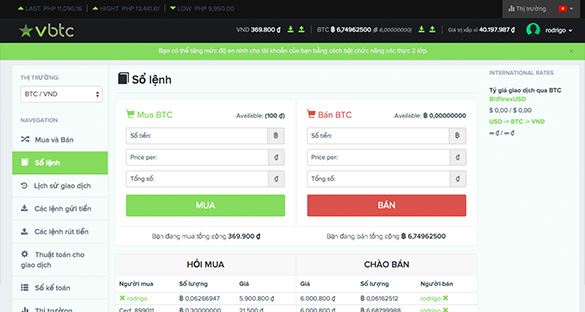 LAST PHP 11,090.16 HIGHT PHP 13,441.61 LOW PHP 9,950.00 Thị trường
vbtc VND 369.800 ₫ BTC ฿ 6,74962500 (฿ 6,00000000) Giá trị xấp xỉ 40.197.987 ₫ rodrigo
Bạn có thể tăng mức độ an ninh cho tài khoản của bạn bằng cách bật chức năng xác thực 2 lớp.
THỊ TRƯỜNG:
BTC / VND
NAVIGATION
Mua và Bán
Sổ lệnh
Lịch sử giao dịch
Các lệnh gửi tiền
Các lệnh rút tiền
Thuật toán cho
giao dịch
Sổ kế toán
Thị trường
Sổ lệnh
Mua BTC Available: (100 ₫)
Số tiền: ฿
Price per: ₫
Tổng số: ₫
MUA
Bạn đang mua tổng cộng 369.900 ₫
Bán BTC Available: ฿ 0,00000000
Số tiền: ฿
Price per: ₫
Tổng số: ₫
BÁN
Bạn đang bán tổng cộng ฿ 6,74962500
HỎI MUA CHÀO BÁN
Người mua Số lượng Giá Giá Số lượng Người bán
rodrigo ฿ 0,06266947 5.900.800 ₫ 6.000.800 ₫ ฿ 0,06162512 rodrigo
Cerf_899011 ฿ 0,30000000 21.500 ₫ 6.000.800 ₫ ฿ 6,68799988 rodrigo
INTERNATIONAL RATES
Tỷ giá giao dịch qua BTC
BitFinexUSD
$ 0,00 / $ 0,00
USD -> BTC -> VND
∞ ₫ / ∞ ₫